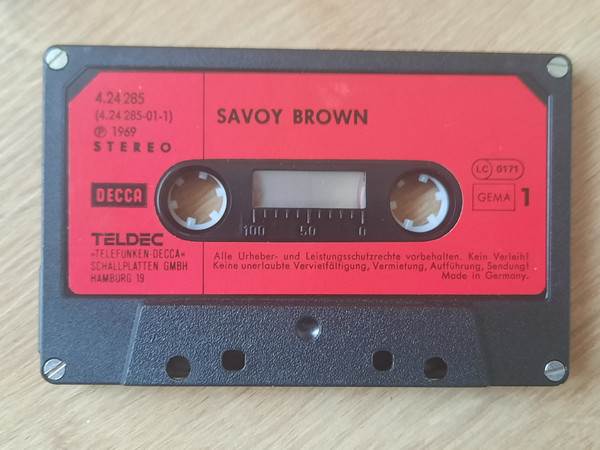 4.24 285
(4.24 285-01-1)
Ⓟ 1969
STEREO
SAVOY BROWN
DECCA
LC 0171
GEMA 1
100 50 0
TELDEC
»TELEFUNKEN-DECCA«
SCHALLPLATTEN GMBH
HAMBURG 19
Alle Urheber- und Leistungsschutzrechte vorbehalten. Kein Verleih!
Keine unerlaubte Vervielfältigung, Vermietung, Aufführung, Sendung!
Made in Germany.